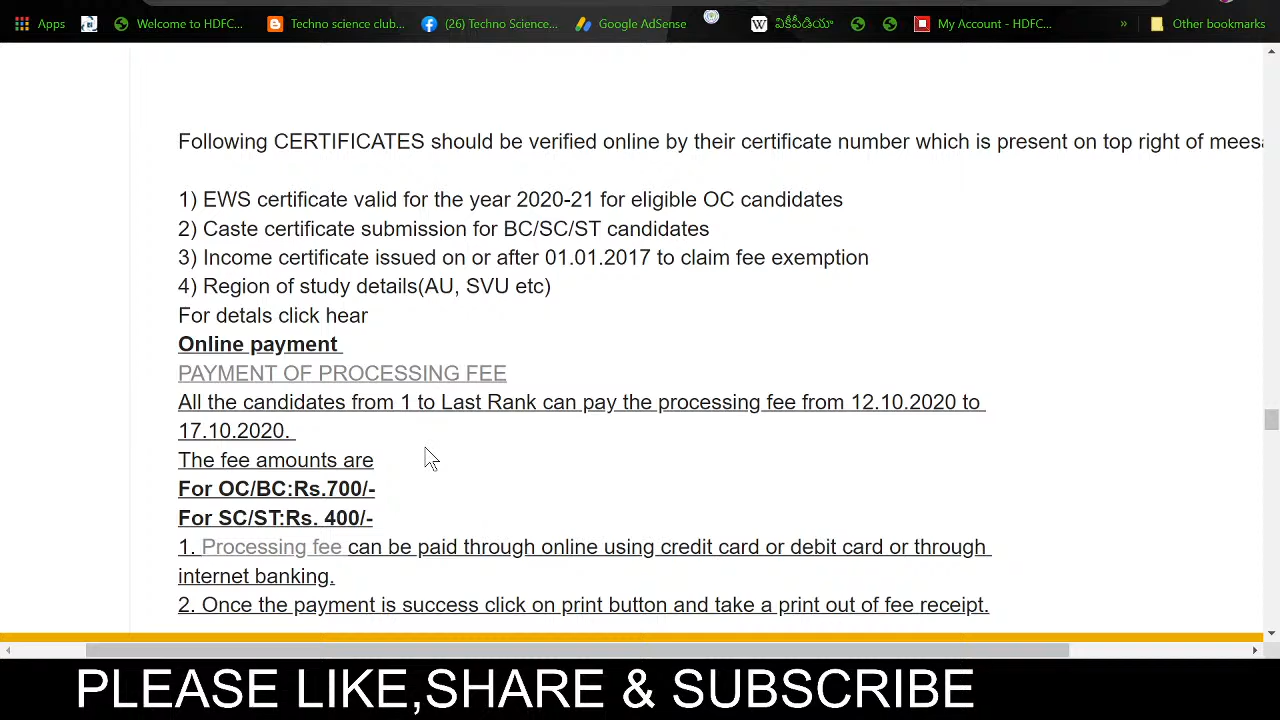 Apps Welcome to HDFC... Techno science club... (26) Techno Science... Google AdSense వికీపీడియా My Account - HDFC... » Other bookmarks
Following CERTIFICATES should be verified online by their certificate number which is present on top right of meesa
1) EWS certificate valid for the year 2020-21 for eligible OC candidates
2) Caste certificate submission for BC/SC/ST candidates
3) Income certificate issued on or after 01.01.2017 to claim fee exemption
4) Region of study details(AU, SVU etc)
For detals click hear
Online payment
PAYMENT OF PROCESSING FEE
All the candidates from 1 to Last Rank can pay the processing fee from 12.10.2020 to
17.10.2020.
The fee amounts are
For OC/BC:Rs.700/-
For SC/ST:Rs. 400/-
1. Processing fee can be paid through online using credit card or debit card or through
internet banking.
2. Once the payment is success click on print button and take a print out of fee receipt.
PLEASE LIKE,SHARE & SUBSCRIBE